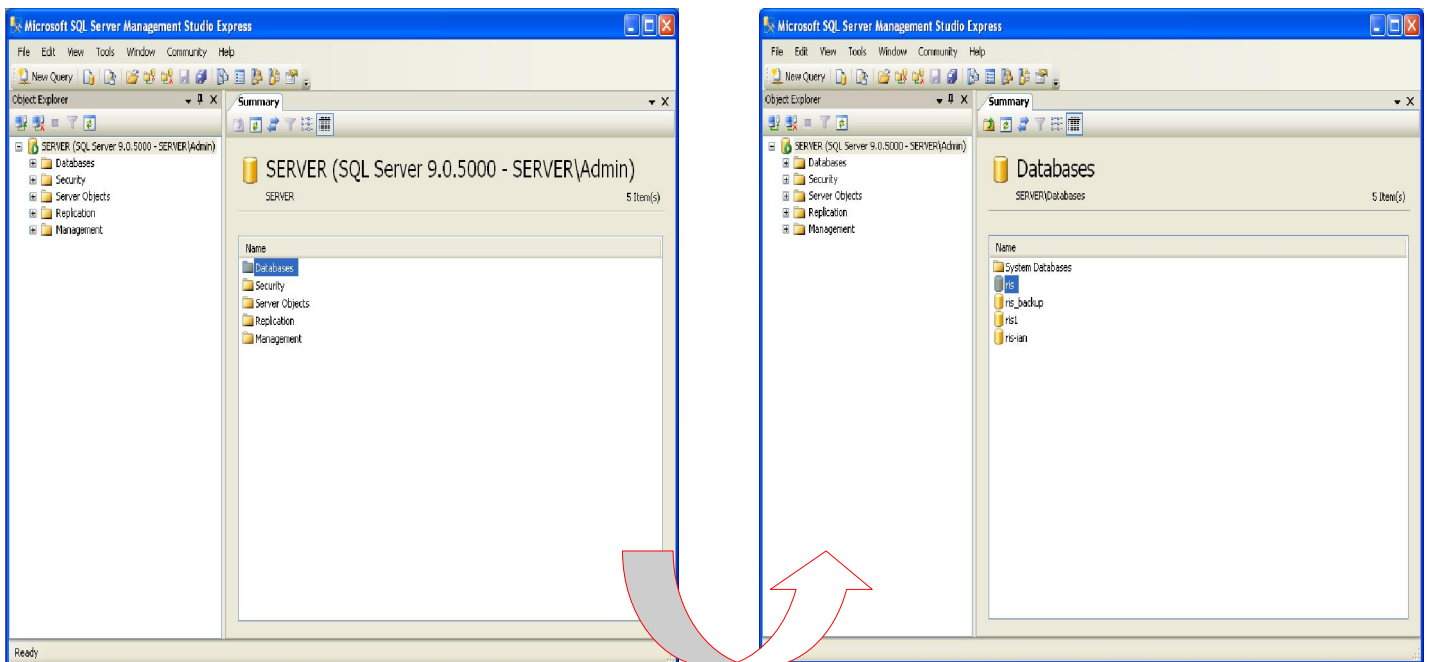 Microsoft SQL Server Management Studio Express
File Edit View Tools Window Community Help
New Query
Object Explorer
Summary
SERVER (SQL Server 9.0.5000 - SERVER\Admin)
Databases
Security
Server Objects
Replication
Management
SERVER (SQL Server 9.0.5000 - SERVER\Admin)
SERVER 5 Item(s)
Name
Databases
Security
Server Objects
Replication
Management
Ready
Microsoft SQL Server Management Studio Express
File Edit View Tools Window Community Help
New Query
Object Explorer
Summary
SERVER (SQL Server 9.0.5000 - SERVER\Admin)
Databases
Security
Server Objects
Replication
Management
Databases
SERVER\Databases 5 Item(s)
Name
System Databases
ris
ris_backup
ris1
ris-ian